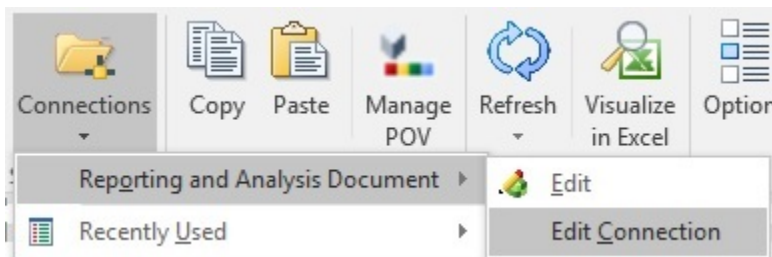 Connections Copy Paste Manage POV Refresh Visualize in Excel
Reporting and Analysis Document Edit
Recently Used Edit Connection